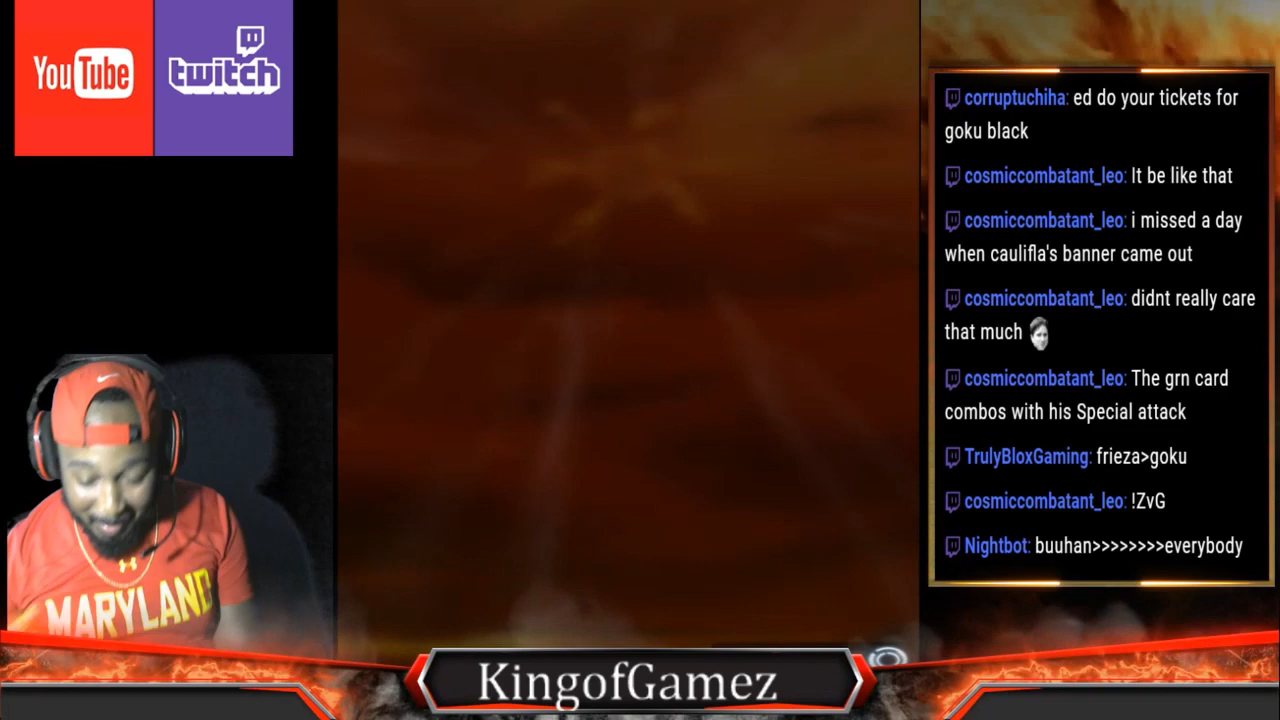 YouTube
twitch
corruptuchiha: ed do your tickets for
goku black
cosmiccombatant_leo: It be like that
cosmiccombatant_leo: i missed a day
when caulifla's banner came out
cosmiccombatant_leo: didnt really care
that much
cosmiccombatant_leo: The grn card
combos with his Special attack
TrulyBloxGaming: frieza>goku
cosmiccombatant_leo: !ZvG
Nightbot: buuhan>>>>>>>>everybody
MARYLAND
KingofGamez